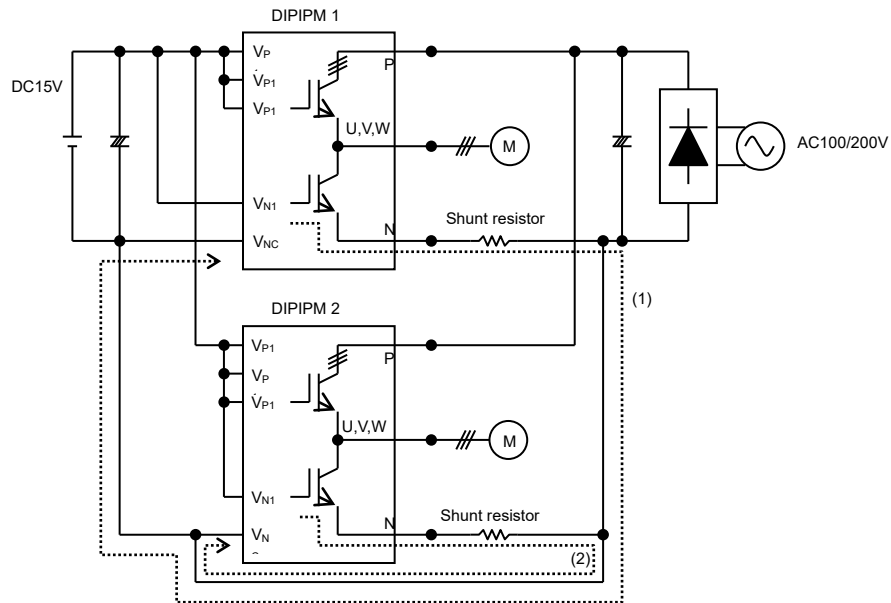 DIPIPM 1
DC15V
VP
VP1
VP1
VN1
VNC
P
U,V,W
N
M
Shunt resistor
AC100/200V
(1)
DIPIPM 2
VP1
VP
VP1
VN1
VN
P
U,V,W
N
M
Shunt resistor
(2)